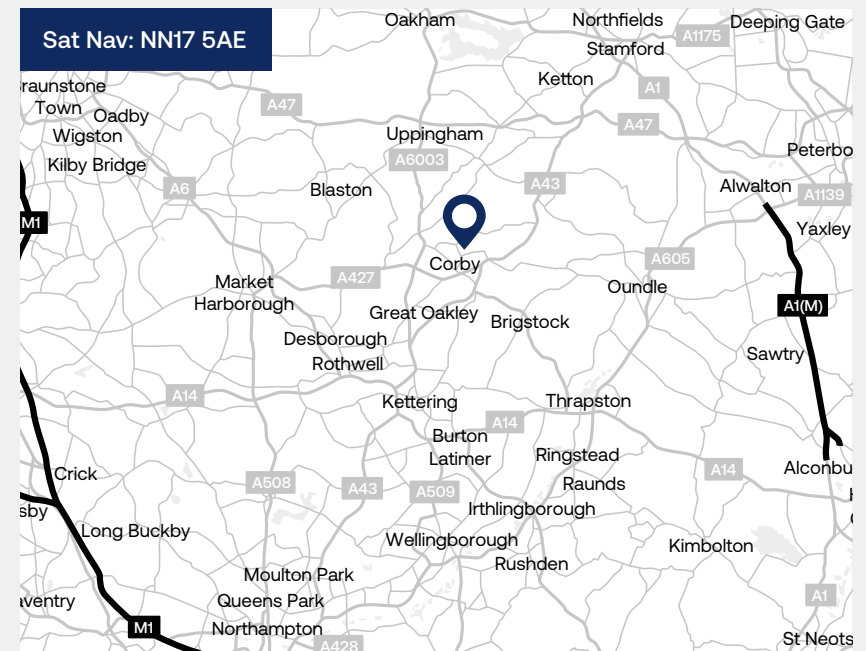 Sat Nav: NN17 5AE
Oakham
Northfields
Deeping Gate
Stamford
A1175
Ketton
A1
raunstone
Town
Oadby
A47
A47
Wigston
Uppingham
Peterbo
Kilby Bridge
A6003
A6
Blaston
A43
Alwalton
A1139
M1
Yaxley
Corby
A605
Market
Harborough
A427
Oundle
Great Oakley
Brigstock
A1(M)
Desborough
Rothwell
Sawtry
A14
Kettering
Thrapston
A14
Burton
Latimer
Ringstead
A14
Alconbu
Crick
A508
A43
A509
Raunds
sby
Irthlingborough
Long Buckby
Wellingborough
Kimbolton
Rushden
Moulton Park
aventry
Queens Park
A1
M1
Northampton
A428
St Neots